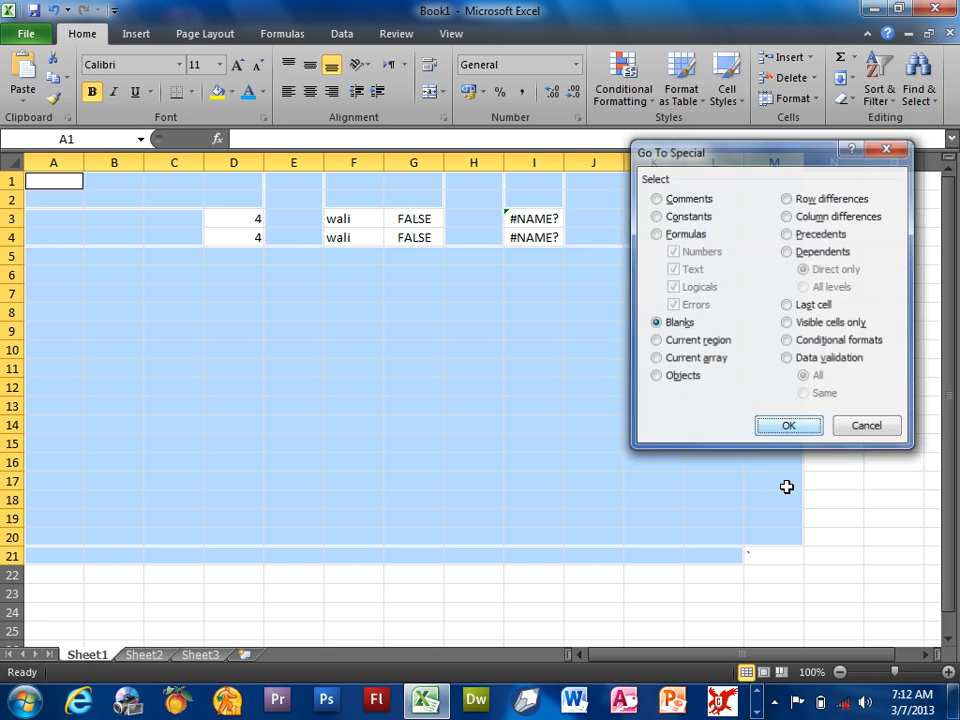 Book1 - Microsoft Excel
File Home Insert Page Layout Formulas Data Review View
Calibri 11 General Insert Delete Format
Paste Conditional Formatting Format as Table Cell Styles Sort & Filter Find & Select
Clipboard Font Alignment Number Styles Cells Editing
A1 fx
A B C D E F G H I J M
1
2
3 4 wali FALSE #NAME?
4 4 wali FALSE #NAME?
5
6
7
8
9
10
11
12
13
14
15
16
17
18
19
20
21 `
22
23
24
25
Go To Special
Select
Comments Row differences
Constants Column differences
Formulas Precedents
Numbers Dependents
Text Direct only
Logicals All levels
Errors Last cell
Blanks Visible cells only
Current region Conditional formats
Current array Data validation
Objects All
Same
OK Cancel
Sheet1 Sheet2 Sheet3
Ready 100%
Pr Ps Fl Dw
7:12 AM
3/7/2013